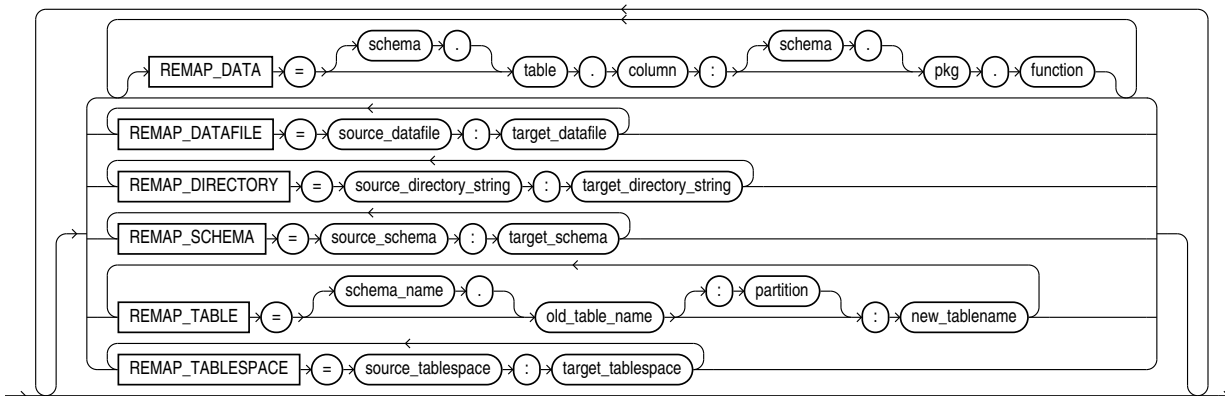 schema . schema .
REMAP_DATA = table . column : pkg . function
REMAP_DATAFILE = source_datafile : target_datafile
REMAP_DIRECTORY = source_directory_string : target_directory_string
REMAP_SCHEMA = source_schema : target_schema
schema_name . : partition
REMAP_TABLE = old_table_name : new_tablename
REMAP_TABLESPACE = source_tablespace : target_tablespace